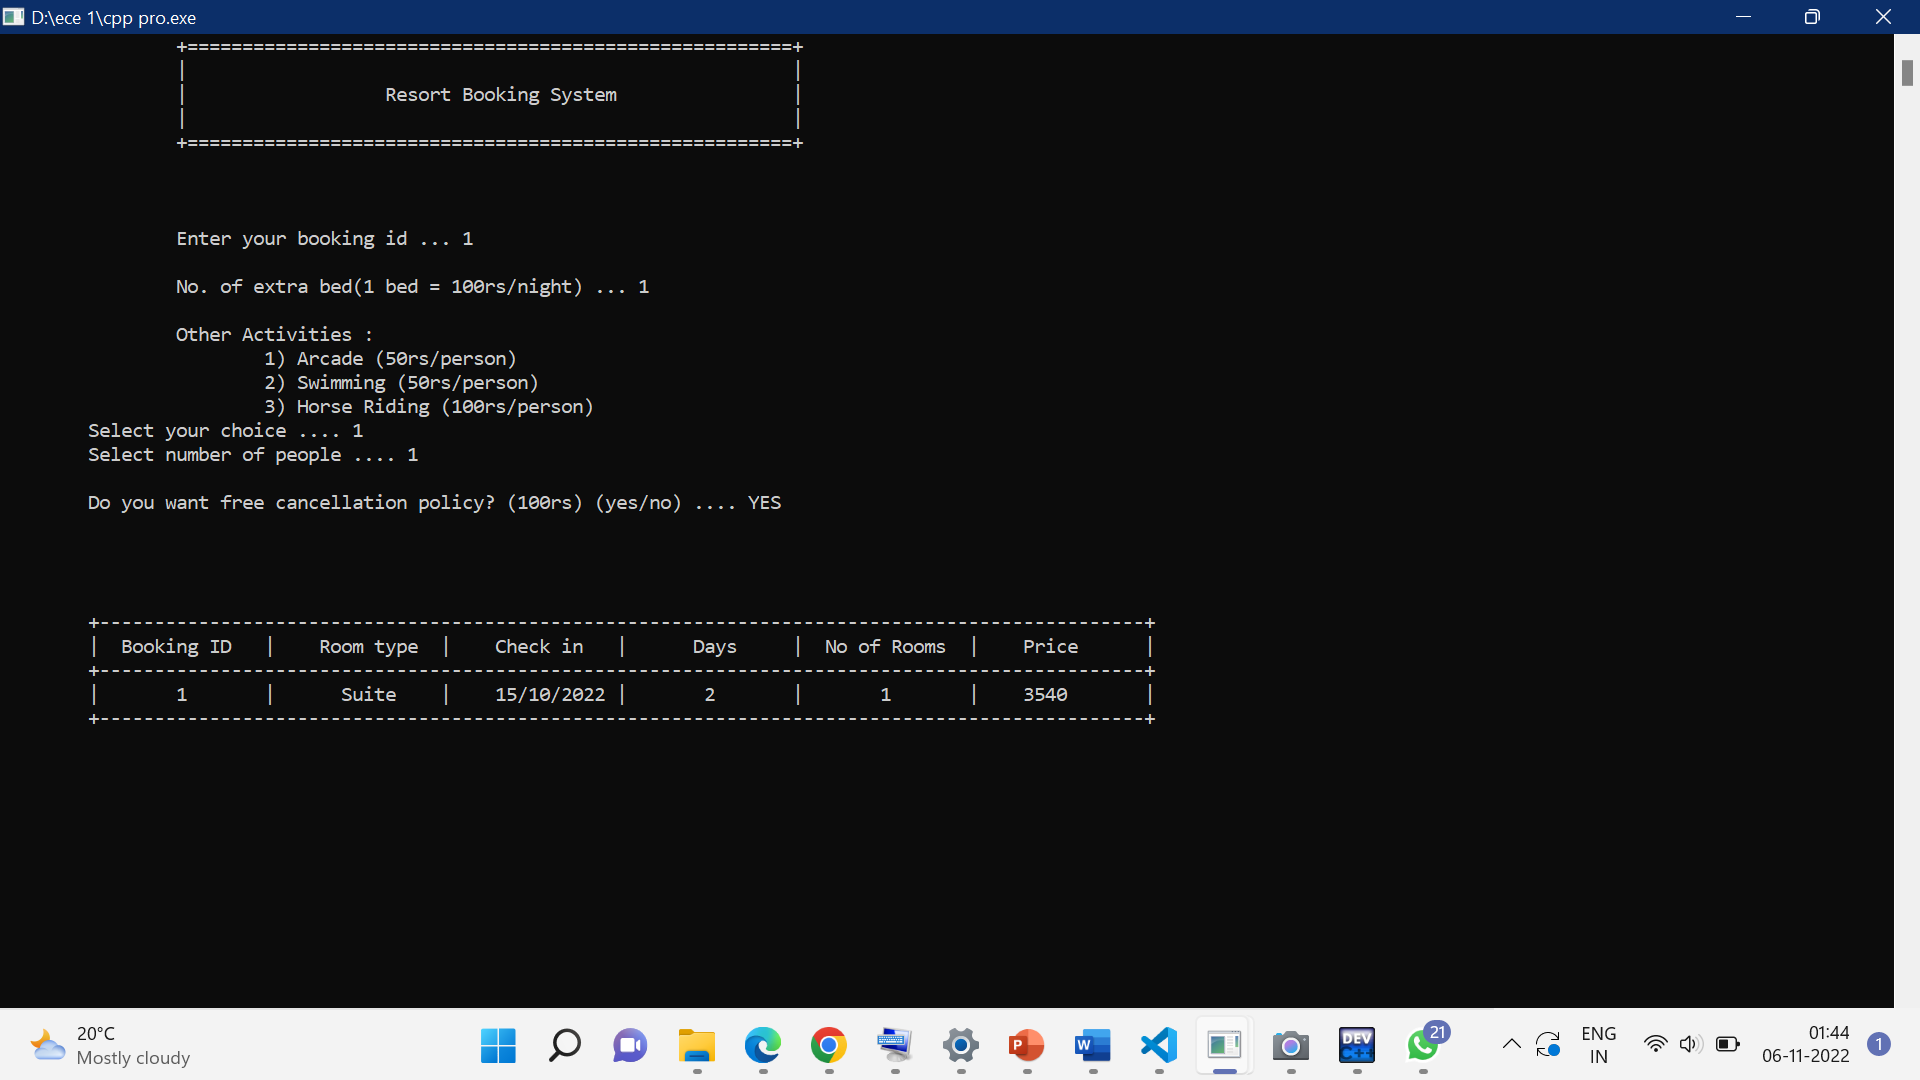 D:\ece 1\cpp pro.exe
+=======================================================+
|                                                       |
|                  Resort Booking System                |
|                                                       |
+=======================================================+
Enter your booking id ... 1
No. of extra bed(1 bed = 100rs/night) ... 1
Other Activities :
1) Arcade (50rs/person)
2) Swimming (50rs/person)
3) Horse Riding (100rs/person)
Select your choice .... 1
Select number of people .... 1
Do you want free cancellation policy? (100rs) (yes/no) .... YES
+-----------------------------------------------------------------------------------------------+
|  Booking ID   |    Room type  |    Check in   |      Days     |  No of Rooms  |    Price      |
+-----------------------------------------------------------------------------------------------+
|       1       |      Suite    |    15/10/2022 |       2       |       1       |    3540       |
+-----------------------------------------------------------------------------------------------+
20°C
Mostly cloudy
P
W
DEV
C++
21
ENG
IN
01:44
06-11-2022
1